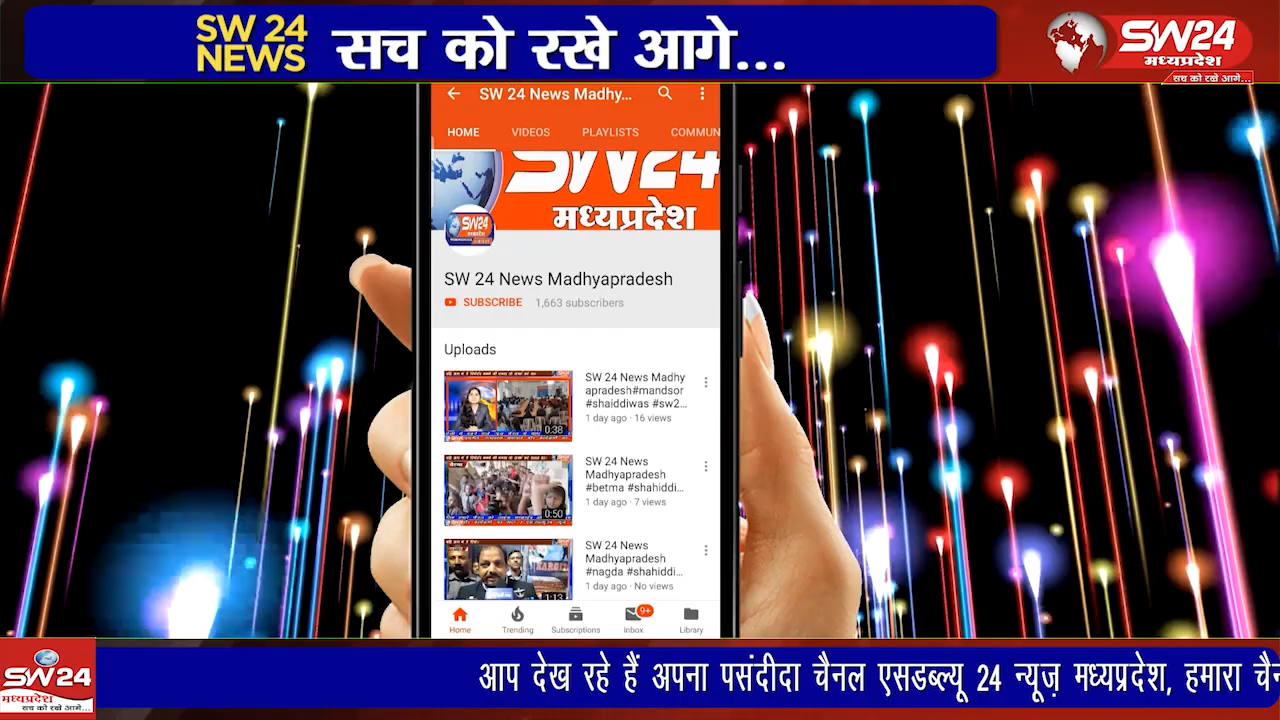 SW 24
NEWS
सच को रखे आगे...
SW24
मध्यप्रदेश
सच को रखे आगे...
SW 24 News Madhy...
HOME VIDEOS PLAYLISTS COMMUN
SW24
मध्यप्रदेश
SW24
SW 24 News Madhyapradesh
SUBSCRIBE 1,663 subscribers
Uploads
SW 24 News Madhy
apradesh#mandsor
#shaiddiwas #sw2...
1 day ago · 16 views
0:38
SW 24 News
Madhyapradesh
#betma #shahiddi...
1 day ago · 7 views
0:50
SW 24 News
Madhyapradesh
#nagda #shahiddi...
1 day ago · No views
1:13
9+
Home Trending Subscriptions Inbox Library
SW24
मध्यप्रदेश
सच को रखे आगे...
आप देख रहे हैं अपना पसंदीदा चैनल एसडब्ल्यू 24 न्यूज़ मध्यप्रदेश, हमारा चैन